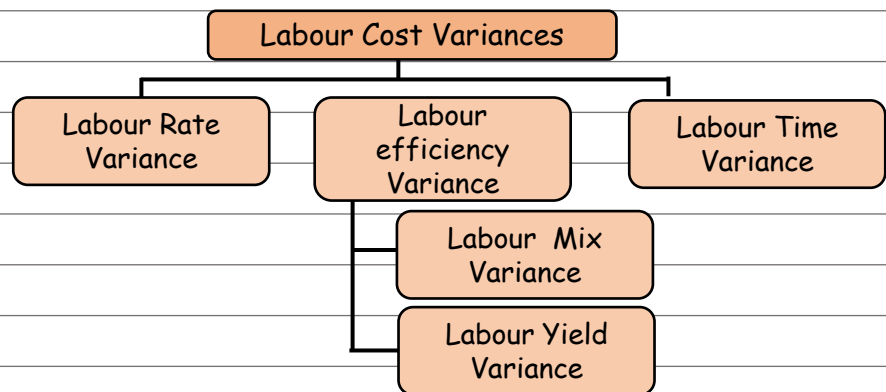 Labour Cost Variances
Labour Rate
Variance
Labour
efficiency
Variance
Labour Time
Variance
Labour Mix
Variance
Labour Yield
Variance